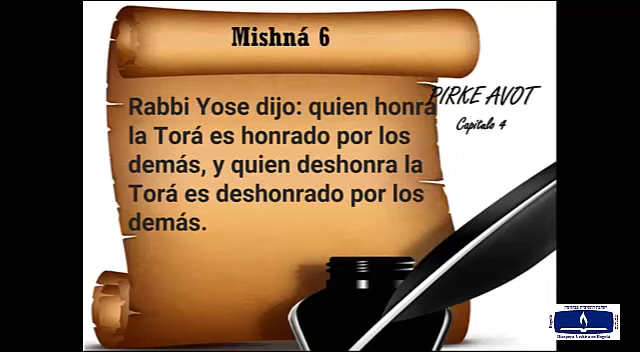 Mishná 6
PIRKE AVOT
Capitulo 4
Rabbi Yose dijo: quien honra
la Torá es honrado por los
demás, y quien deshonra la
Torá es deshonrado por los
demás.